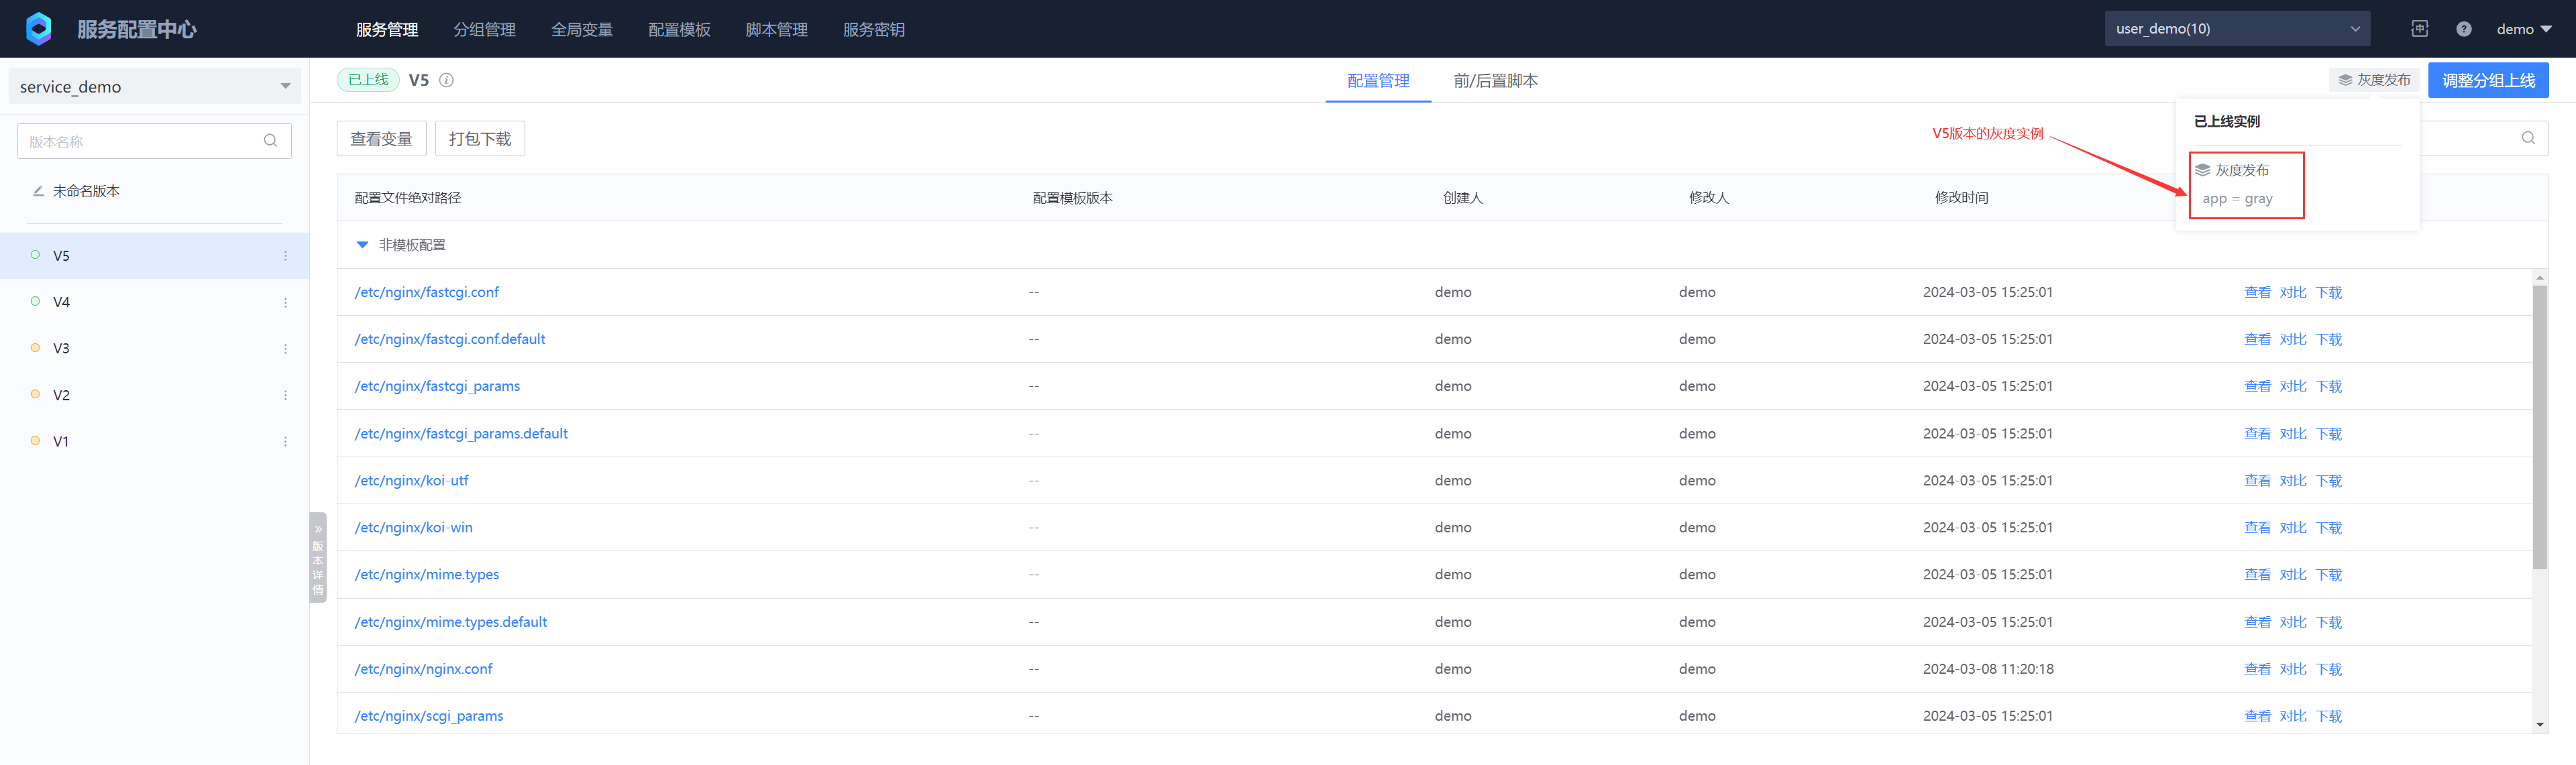 服务配置中心 服务管理 分组管理 全局变量 配置模板 脚本管理 服务密钥 user_demo(10) 中 ? demo
service_demo 已上线 V5 配置管理 前/后置脚本 灰度发布 调整分组上线
版本名称 查看变量 打包下载 V5版本的灰度实例 已上线实例
灰度发布
app = gray
未命名版本
V5
V4
V3
V2
V1
» 版本详情
配置文件绝对路径 配置模板版本 创建人 修改人 修改时间
非模板配置
/etc/nginx/fastcgi.conf -- demo demo 2024-03-05 15:25:01 查看 对比 下载
/etc/nginx/fastcgi.conf.default -- demo demo 2024-03-05 15:25:01 查看 对比 下载
/etc/nginx/fastcgi_params -- demo demo 2024-03-05 15:25:01 查看 对比 下载
/etc/nginx/fastcgi_params.default -- demo demo 2024-03-05 15:25:01 查看 对比 下载
/etc/nginx/koi-utf -- demo demo 2024-03-05 15:25:01 查看 对比 下载
/etc/nginx/koi-win -- demo demo 2024-03-05 15:25:01 查看 对比 下载
/etc/nginx/mime.types -- demo demo 2024-03-05 15:25:01 查看 对比 下载
/etc/nginx/mime.types.default -- demo demo 2024-03-05 15:25:01 查看 对比 下载
/etc/nginx/nginx.conf -- demo demo 2024-03-08 11:20:18 查看 对比 下载
/etc/nginx/scgi_params -- demo demo 2024-03-05 15:25:01 查看 对比 下载